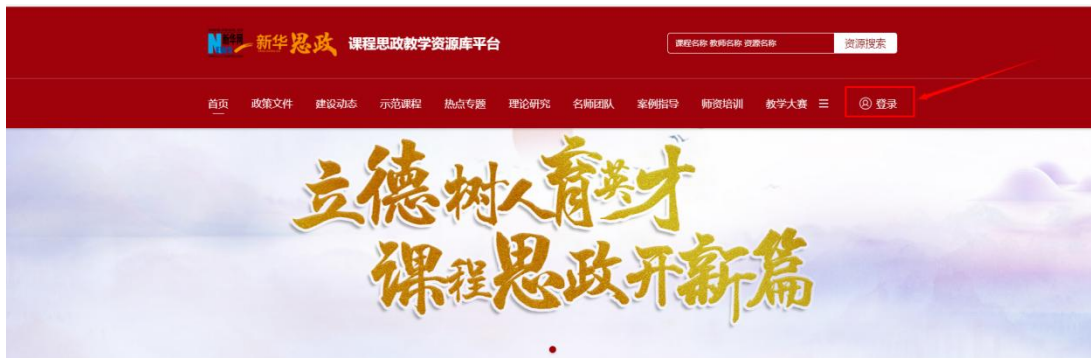 新华网 新华思政 课程思政教学资源库平台
课程名称 教师名称 资源名称 资源搜索
首页 政策文件 建设动态 示范课程 热点专题 理论研究 名师团队 案例指导 师资培训 教学大赛 登录
立德树人育英才
课程思政开新篇